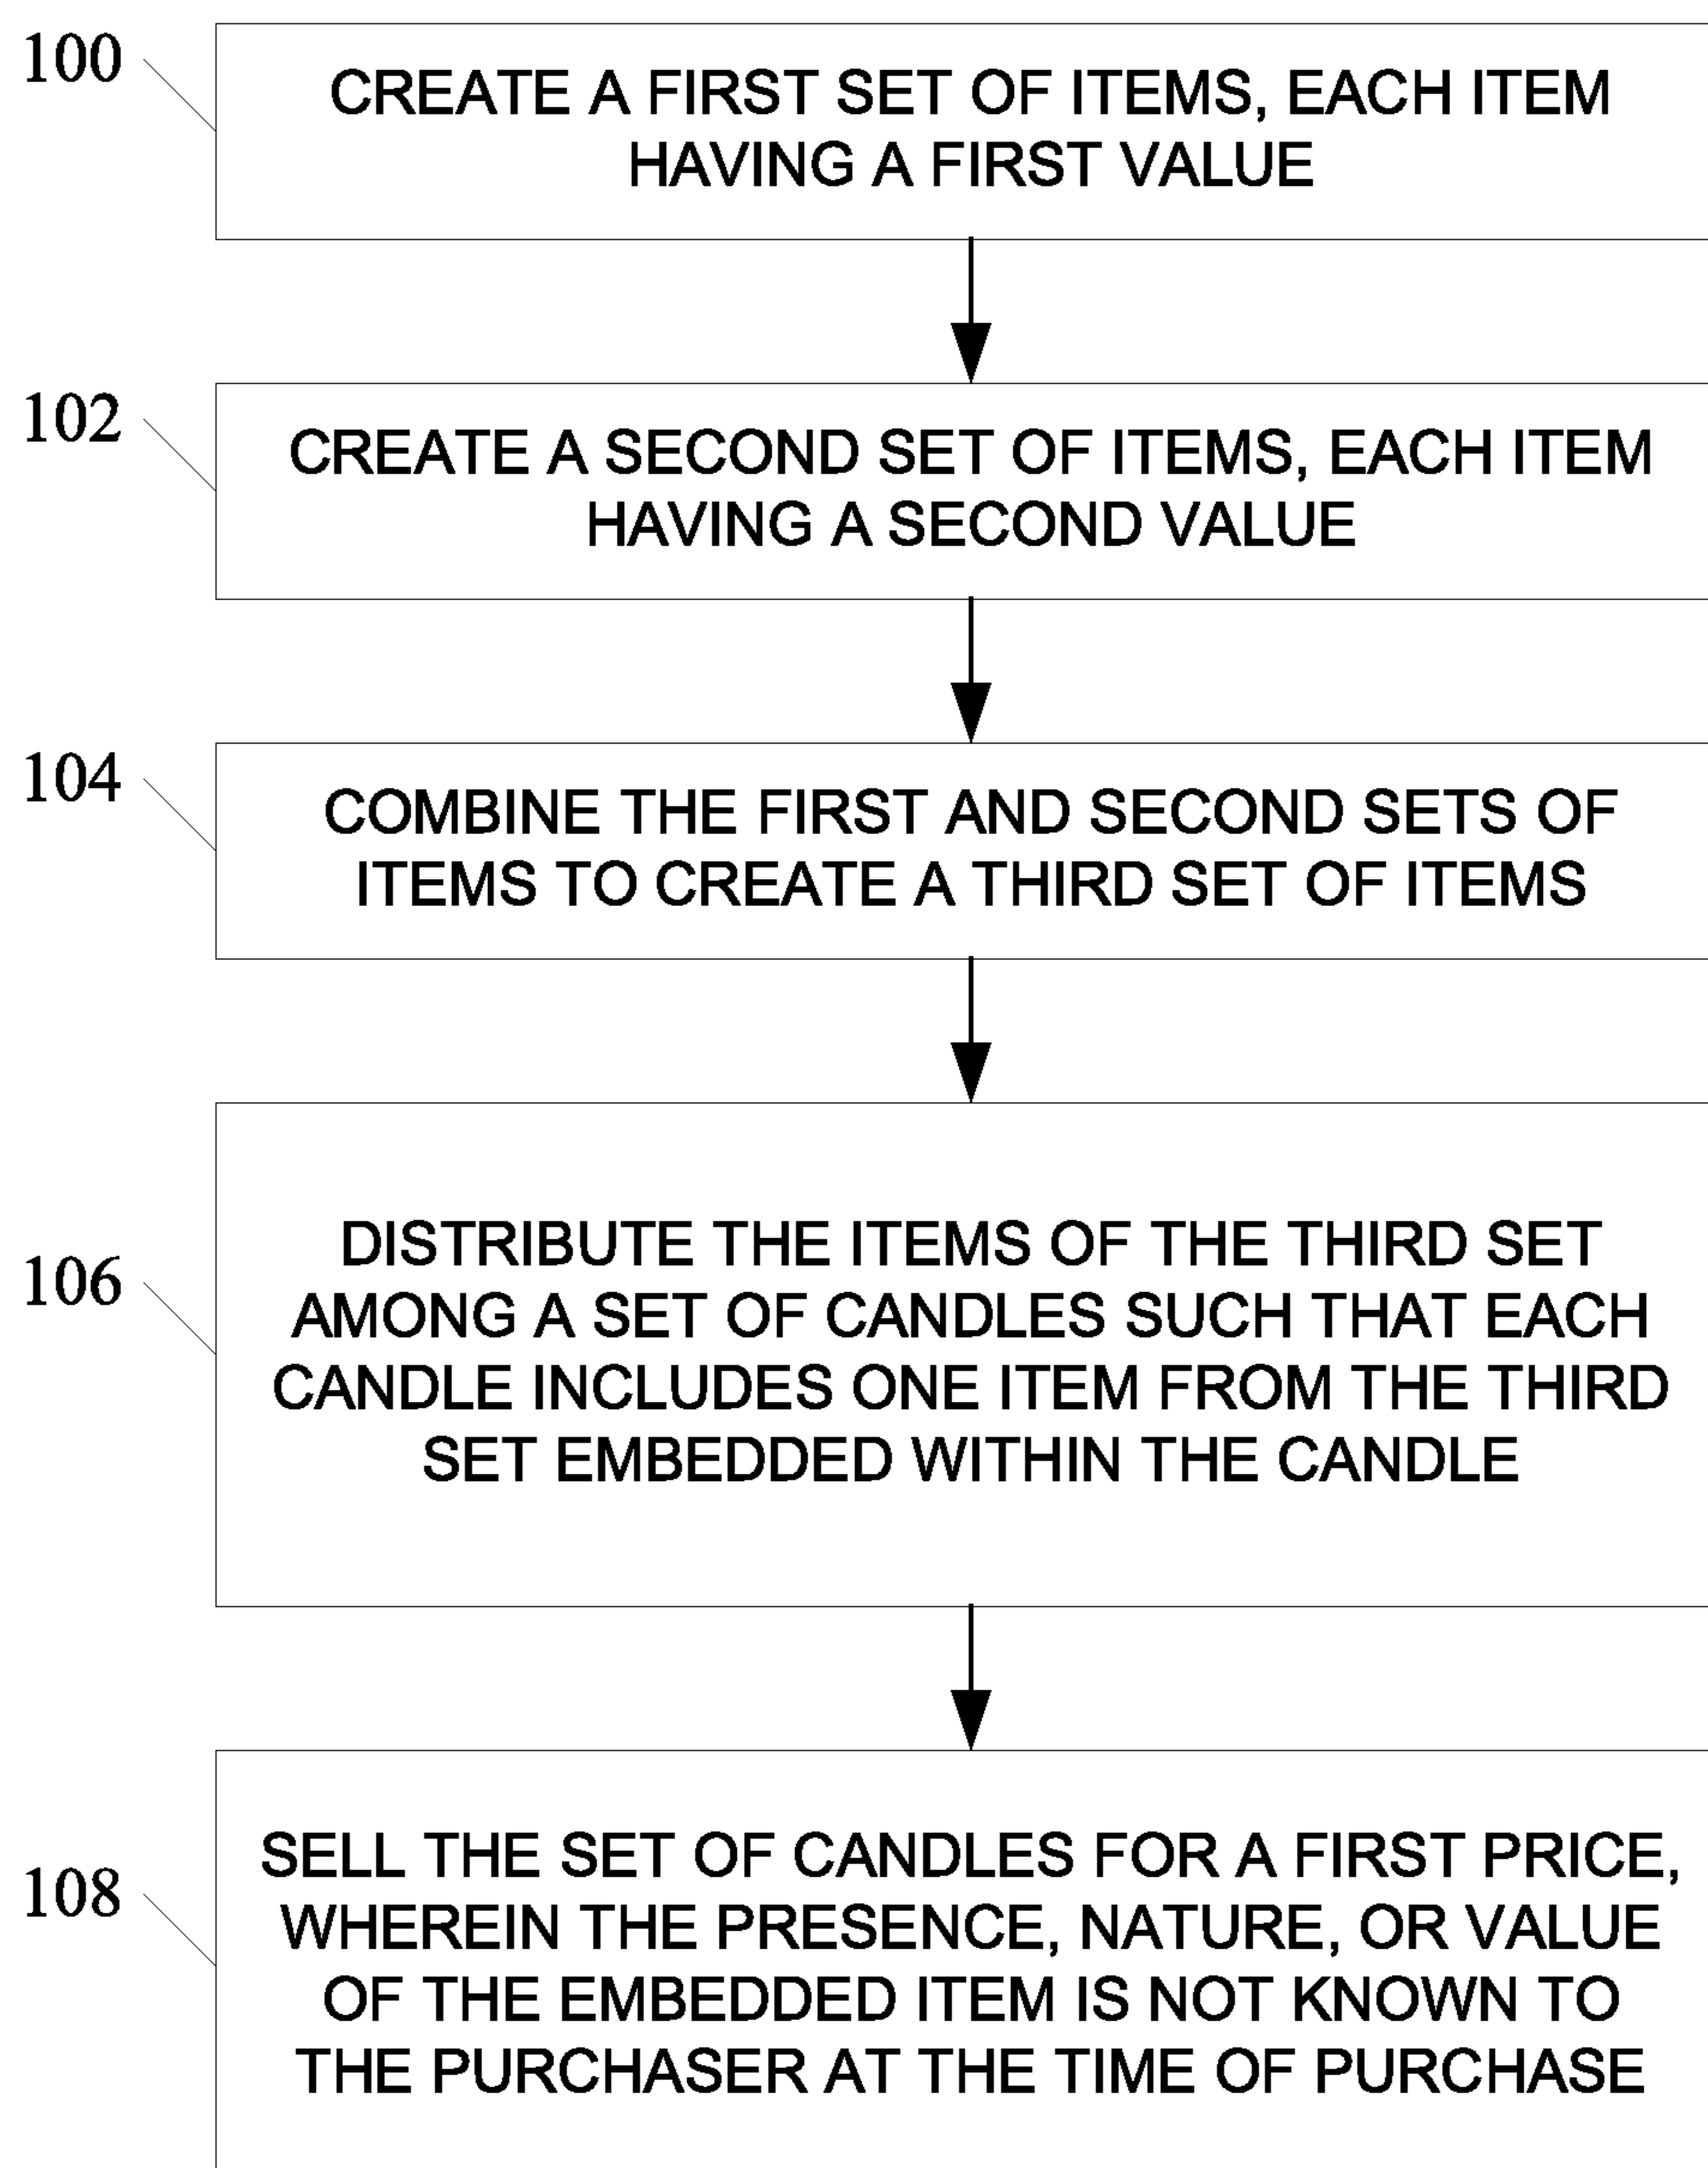 100
CREATE A FIRST SET OF ITEMS, EACH ITEM
HAVING A FIRST VALUE
102
CREATE A SECOND SET OF ITEMS, EACH ITEM
HAVING A SECOND VALUE
104
COMBINE THE FIRST AND SECOND SETS OF
ITEMS TO CREATE A THIRD SET OF ITEMS
106
DISTRIBUTE THE ITEMS OF THE THIRD SET
AMONG A SET OF CANDLES SUCH THAT EACH
CANDLE INCLUDES ONE ITEM FROM THE THIRD
SET EMBEDDED WITHIN THE CANDLE
108
SELL THE SET OF CANDLES FOR A FIRST PRICE,
WHEREIN THE PRESENCE, NATURE, OR VALUE
OF THE EMBEDDED ITEM IS NOT KNOWN TO
THE PURCHASER AT THE TIME OF PURCHASE